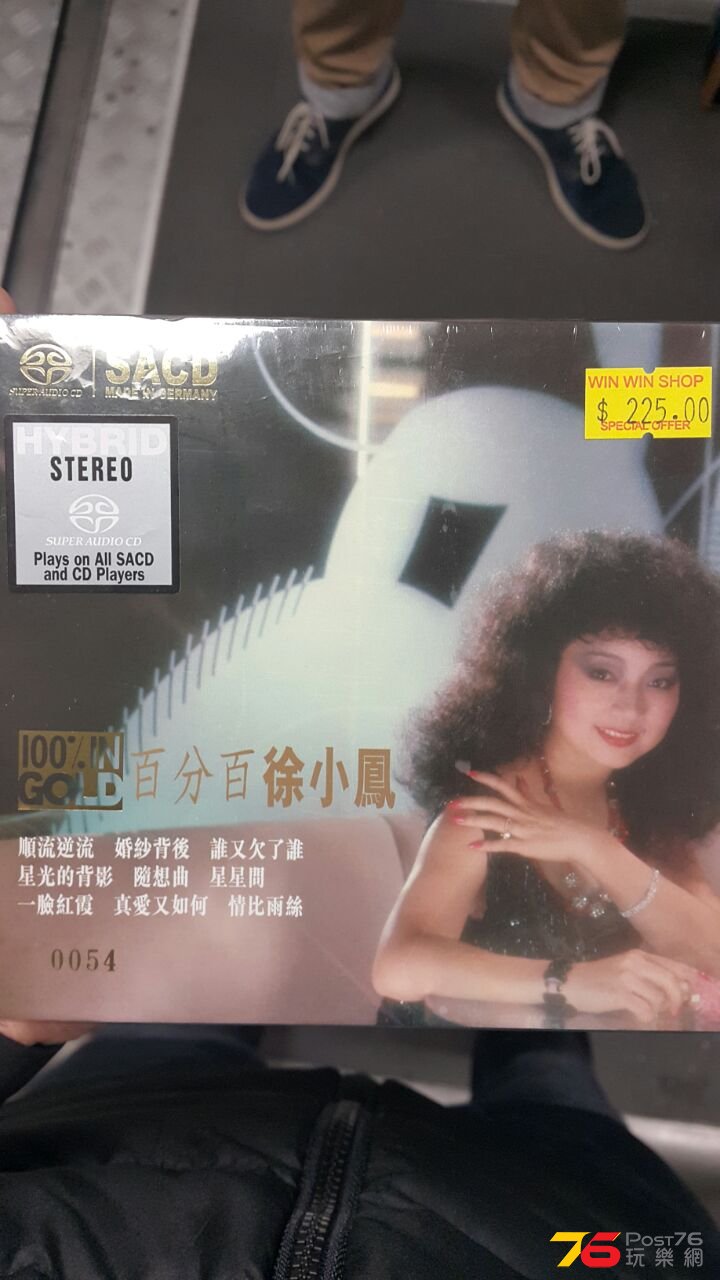 SUPER AUDIO CD
SACD
MADE IN GERMANY
WIN WIN SHOP
$ 225.00
SPECIAL OFFER
HYBRID
STEREO
SUPER AUDIO CD
Plays on All SACD
and CD Players
100% IN
GOLD
百分百徐小鳳
順流逆流 婚紗背後 誰又欠了誰
星光的背影 隨想曲 星星問
一臉紅霞 真愛又如何 情比雨絲
0054
76 POST76
玩樂網